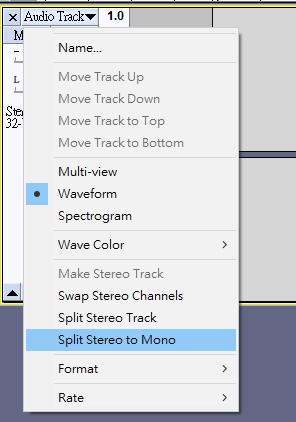 Audio Track
1.0
Name...
Move Track Up
Move Track Down
Move Track to Top
Move Track to Bottom
Multi-view
Waveform
Spectrogram
Wave Color
Make Stereo Track
Swap Stereo Channels
Split Stereo Track
Split Stereo to Mono
Format
Rate
M
L
Ste
32-